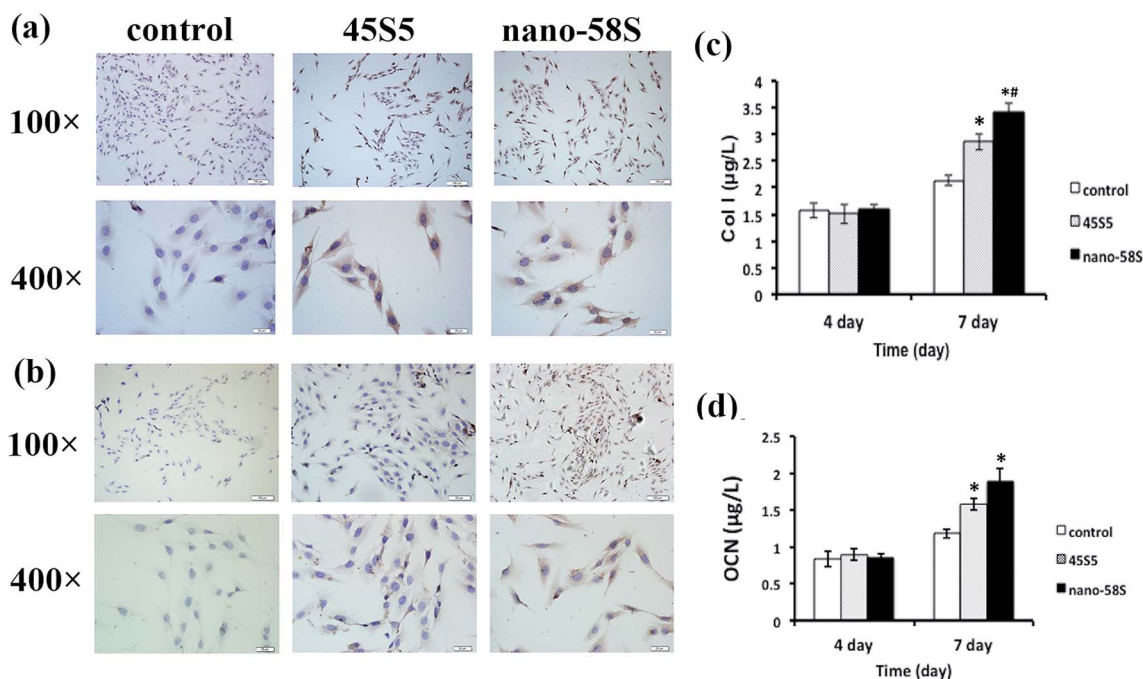 (a)
control
45S5
nano-58S
100×
400×
(b)
100×
400×
(c)
Col I (µg/L)
4
3.5
3
2.5
2
1.5
1
0.5
0
*
*#
4 day
7 day
Time (day)
control
45S5
nano-58S
(d)
OCN (µg/L)
2.5
2
1.5
1
0.5
0
*
*
4 day
7 day
Time (day)
control
45S5
nano-58S